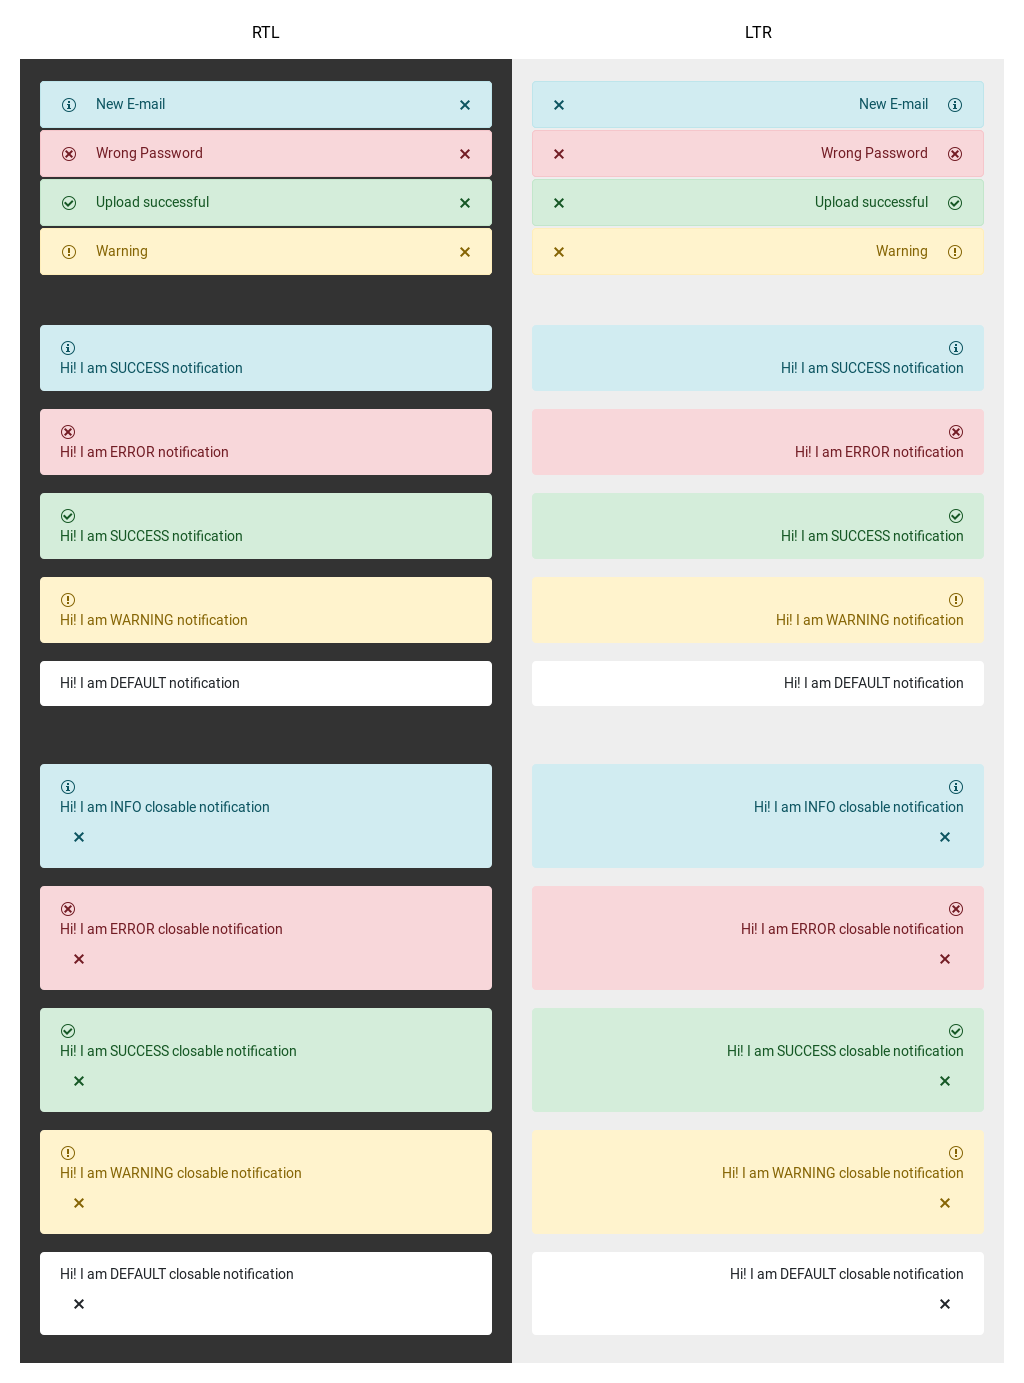 RTL
LTR
New E-mail
Wrong Password
Upload successful
Warning
Hi! I am SUCCESS notification
Hi! I am ERROR notification
Hi! I am SUCCESS notification
Hi! I am WARNING notification
Hi! I am DEFAULT notification
Hi! I am INFO closable notification
Hi! I am ERROR closable notification
Hi! I am SUCCESS closable notification
Hi! I am WARNING closable notification
Hi! I am DEFAULT closable notification
New E-mail
Wrong Password
Upload successful
Warning
Hi! I am SUCCESS notification
Hi! I am ERROR notification
Hi! I am SUCCESS notification
Hi! I am WARNING notification
Hi! I am DEFAULT notification
Hi! I am INFO closable notification
Hi! I am ERROR closable notification
Hi! I am SUCCESS closable notification
Hi! I am WARNING closable notification
Hi! I am DEFAULT closable notification